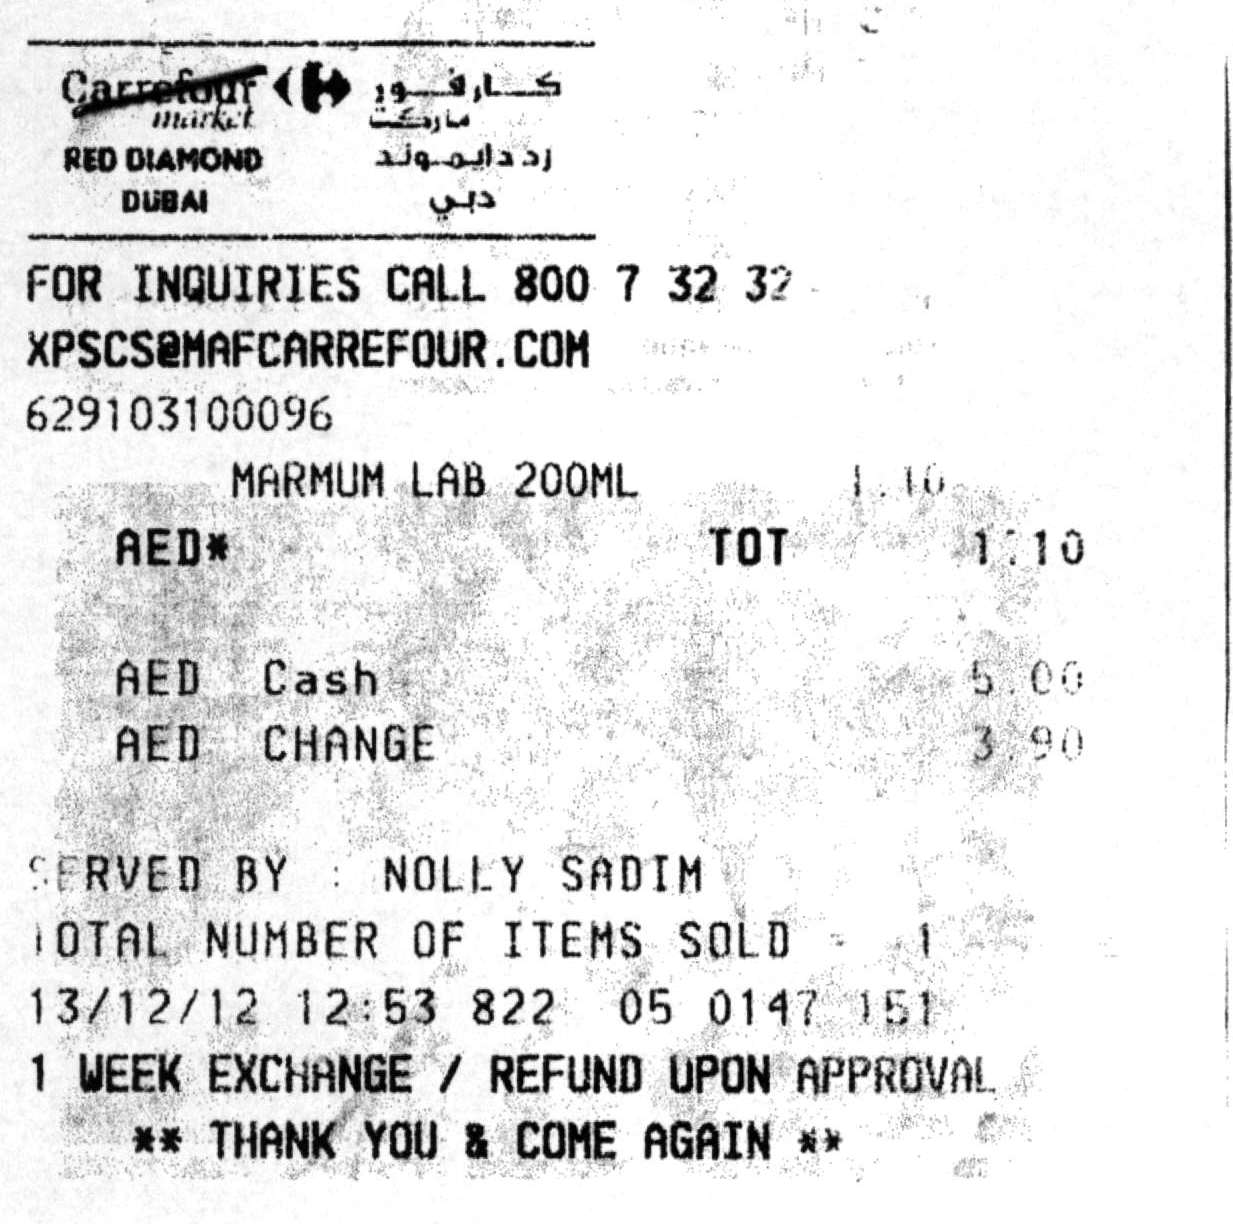 Carrefour كارفور
market ماركت
RED DIAMOND رد دايموند
DUBAI دبي
FOR INQUIRIES CALL 800 7 32 32
XPSCS@MAFCARREFOUR.COM
629103100096
MARMUM LAB 200ML 1.10
AED* TOT 1.10
AED Cash 5.00
AED CHANGE 3.90
SERVED BY : NOLLY SADIM
TOTAL NUMBER OF ITEMS SOLD - 1
13/12/12 12:53 822 05 0147 151
1 WEEK EXCHANGE / REFUND UPON APPROVAL
** THANK YOU & COME AGAIN **